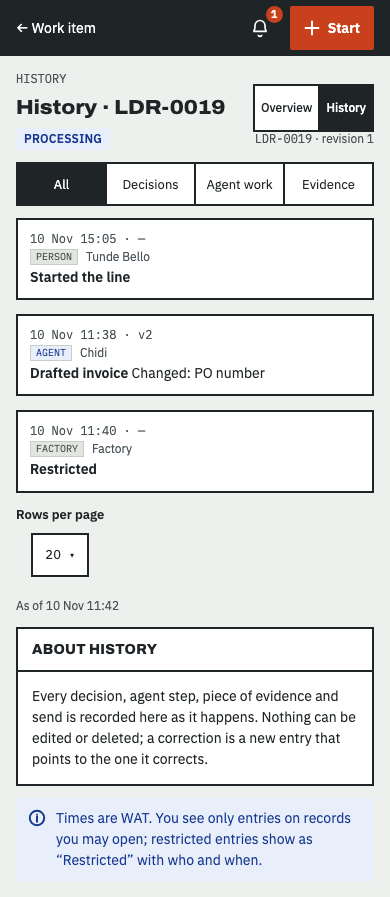 ← Work item
1
+ Start
HISTORY
History · LDR-0019
Overview
History
PROCESSING
LDR-0019 · revision 1
All
Decisions
Agent work
Evidence
10 Nov 15:05 · —
PERSON Tunde Bello
Started the line
10 Nov 11:38 · v2
AGENT Chidi
Drafted invoice Changed: PO number
10 Nov 11:40 · —
FACTORY Factory
Restricted
Rows per page
20
As of 10 Nov 11:42
ABOUT HISTORY
Every decision, agent step, piece of evidence and
send is recorded here as it happens. Nothing can be
edited or deleted; a correction is a new entry that
points to the one it corrects.
Times are WAT. You see only entries on records
you may open; restricted entries show as
“Restricted” with who and when.